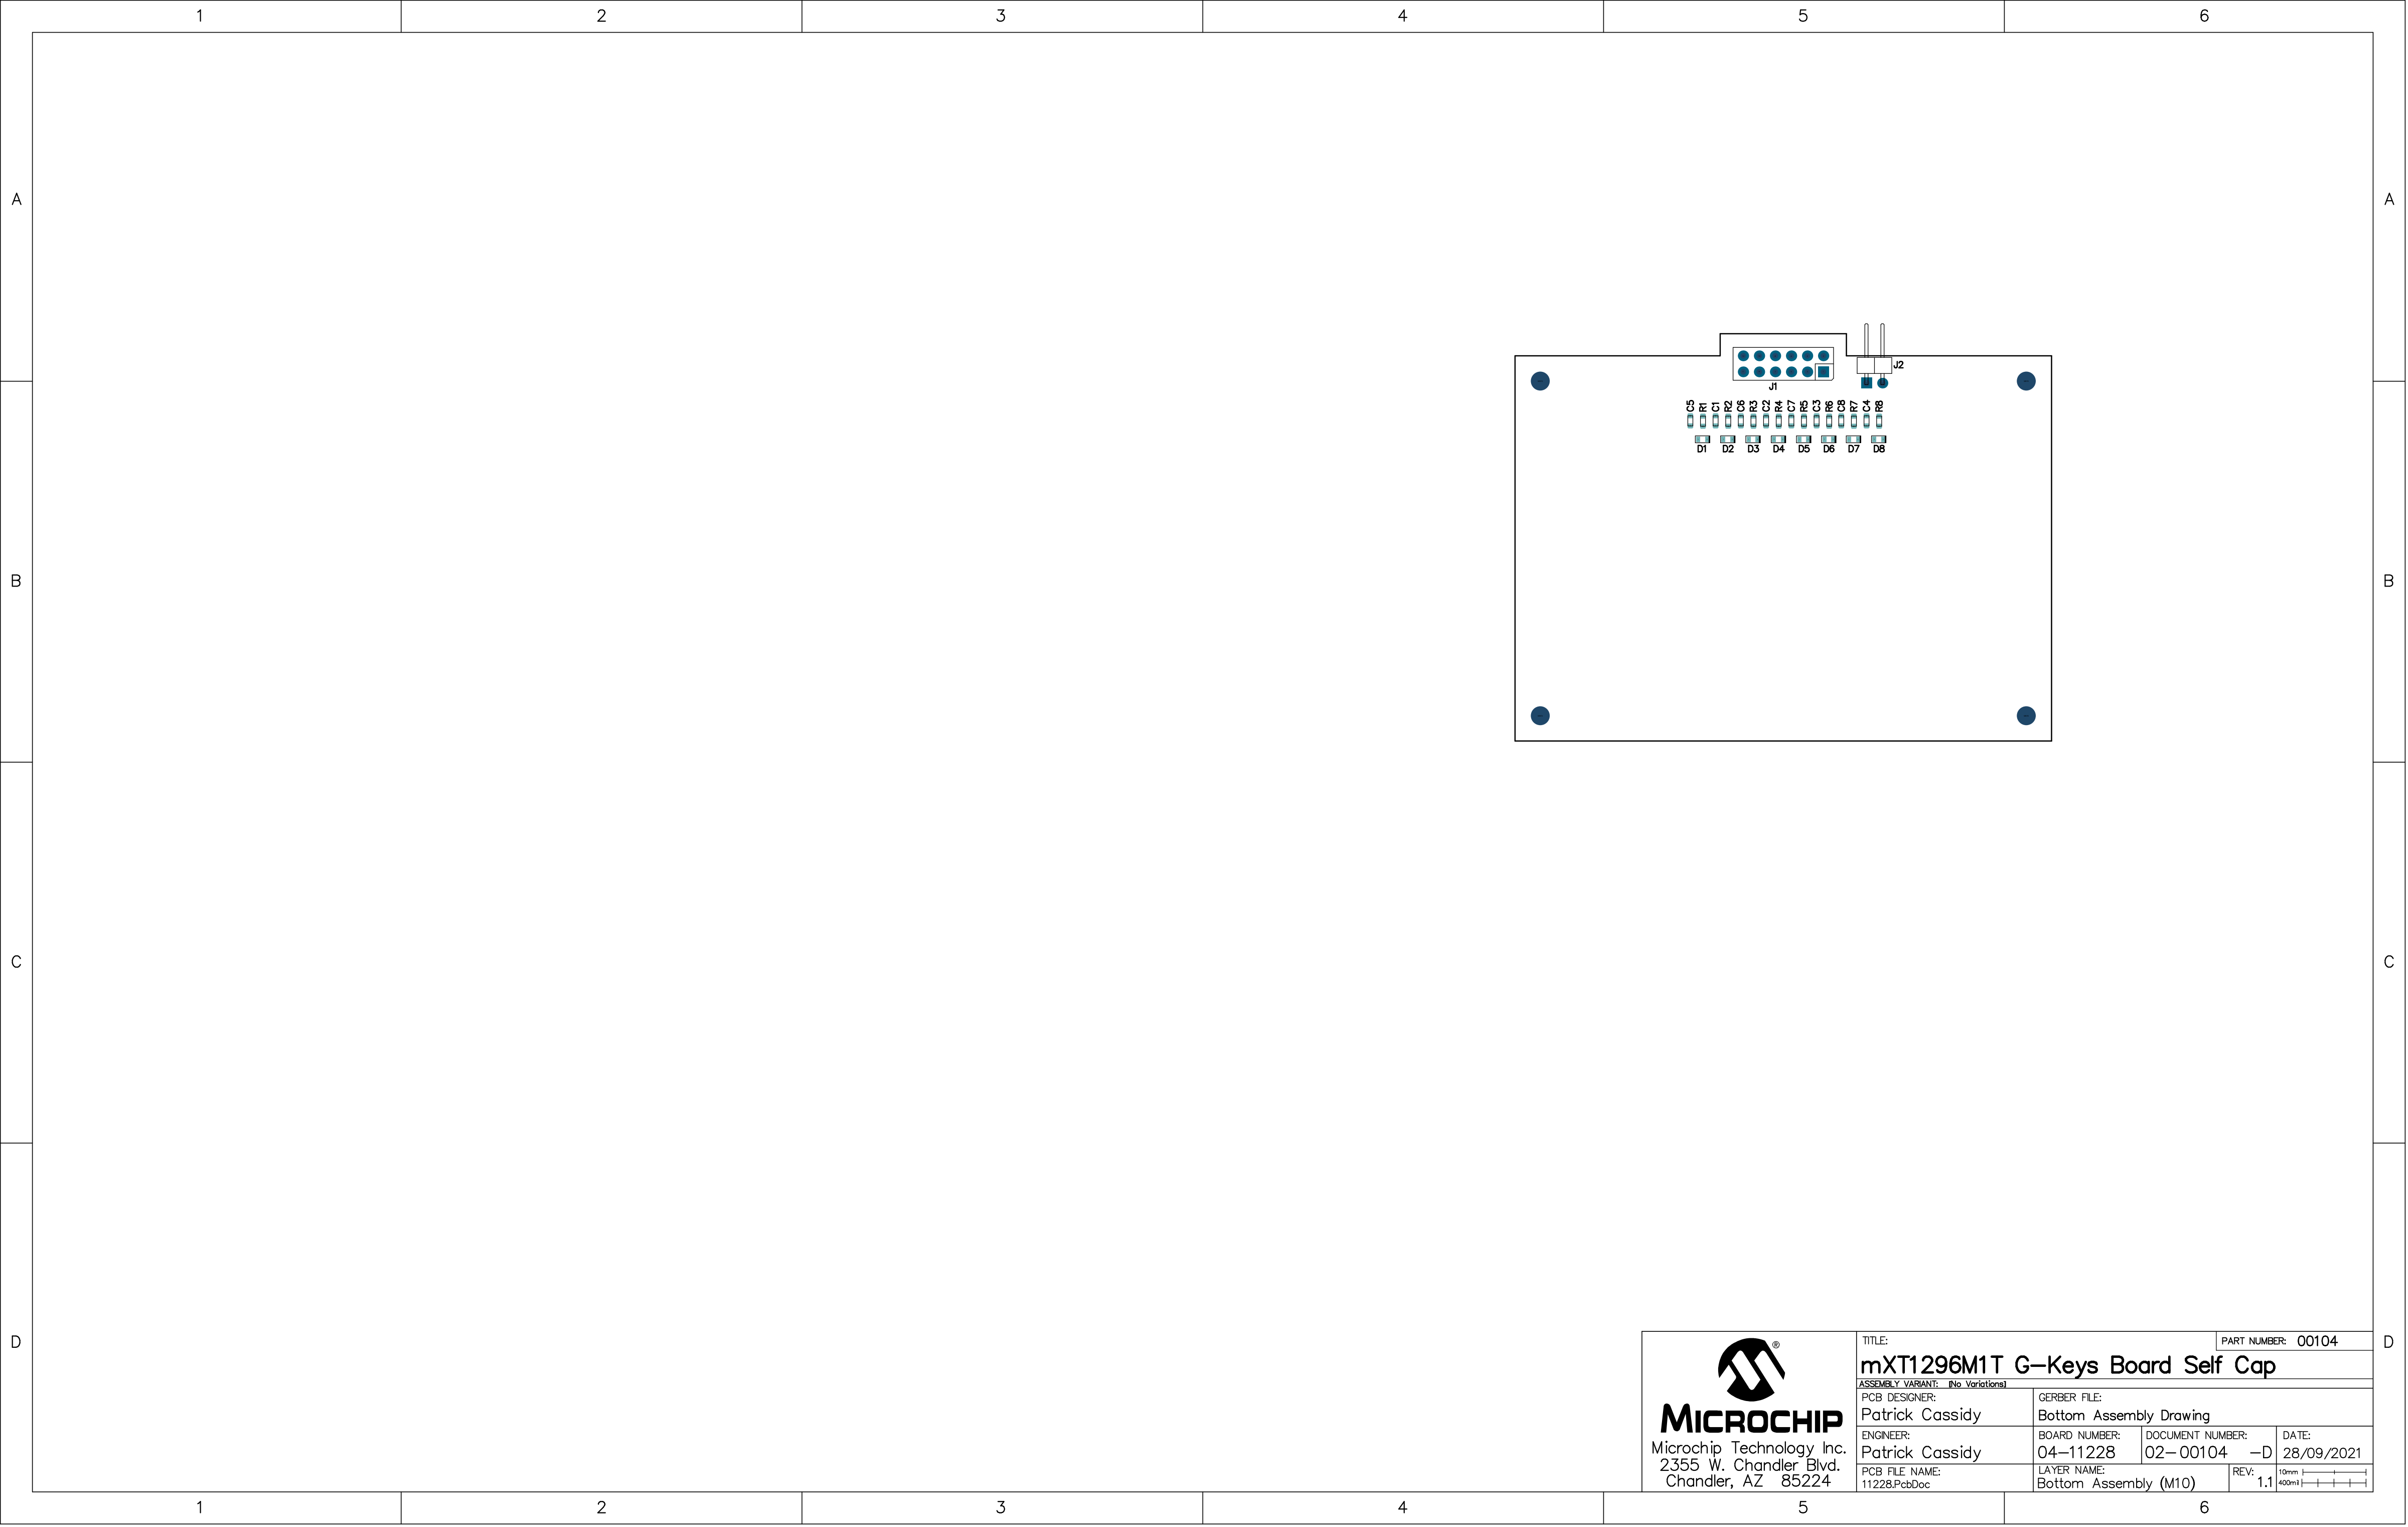 1 2 3 4 5 6
A A
J2
J1
C5 R1 C1 R2 C6 R3 C2 R4 C7 R5 C3 R6 C8 R7 C4 R8
D1 D2 D3 D4 D5 D6 D7 D8
B B
C C
D D
®
MICROCHIP
Microchip Technology Inc.
2355 W. Chandler Blvd.
Chandler, AZ 85224
TITLE:
PART NUMBER: 00104
mXT1296M1T G-Keys Board Self Cap
ASSEMBLY VARIANT: [No Variations]
PCB DESIGNER:
Patrick Cassidy
GERBER FILE:
Bottom Assembly Drawing
ENGINEER:
Patrick Cassidy
BOARD NUMBER:
04-11228
DOCUMENT NUMBER:
02-00104 -D
DATE:
28/09/2021
PCB FILE NAME:
11228.PcbDoc
LAYER NAME:
Bottom Assembly (M10)
REV:
1.1
10mm
400mil
1 2 3 4 5 6